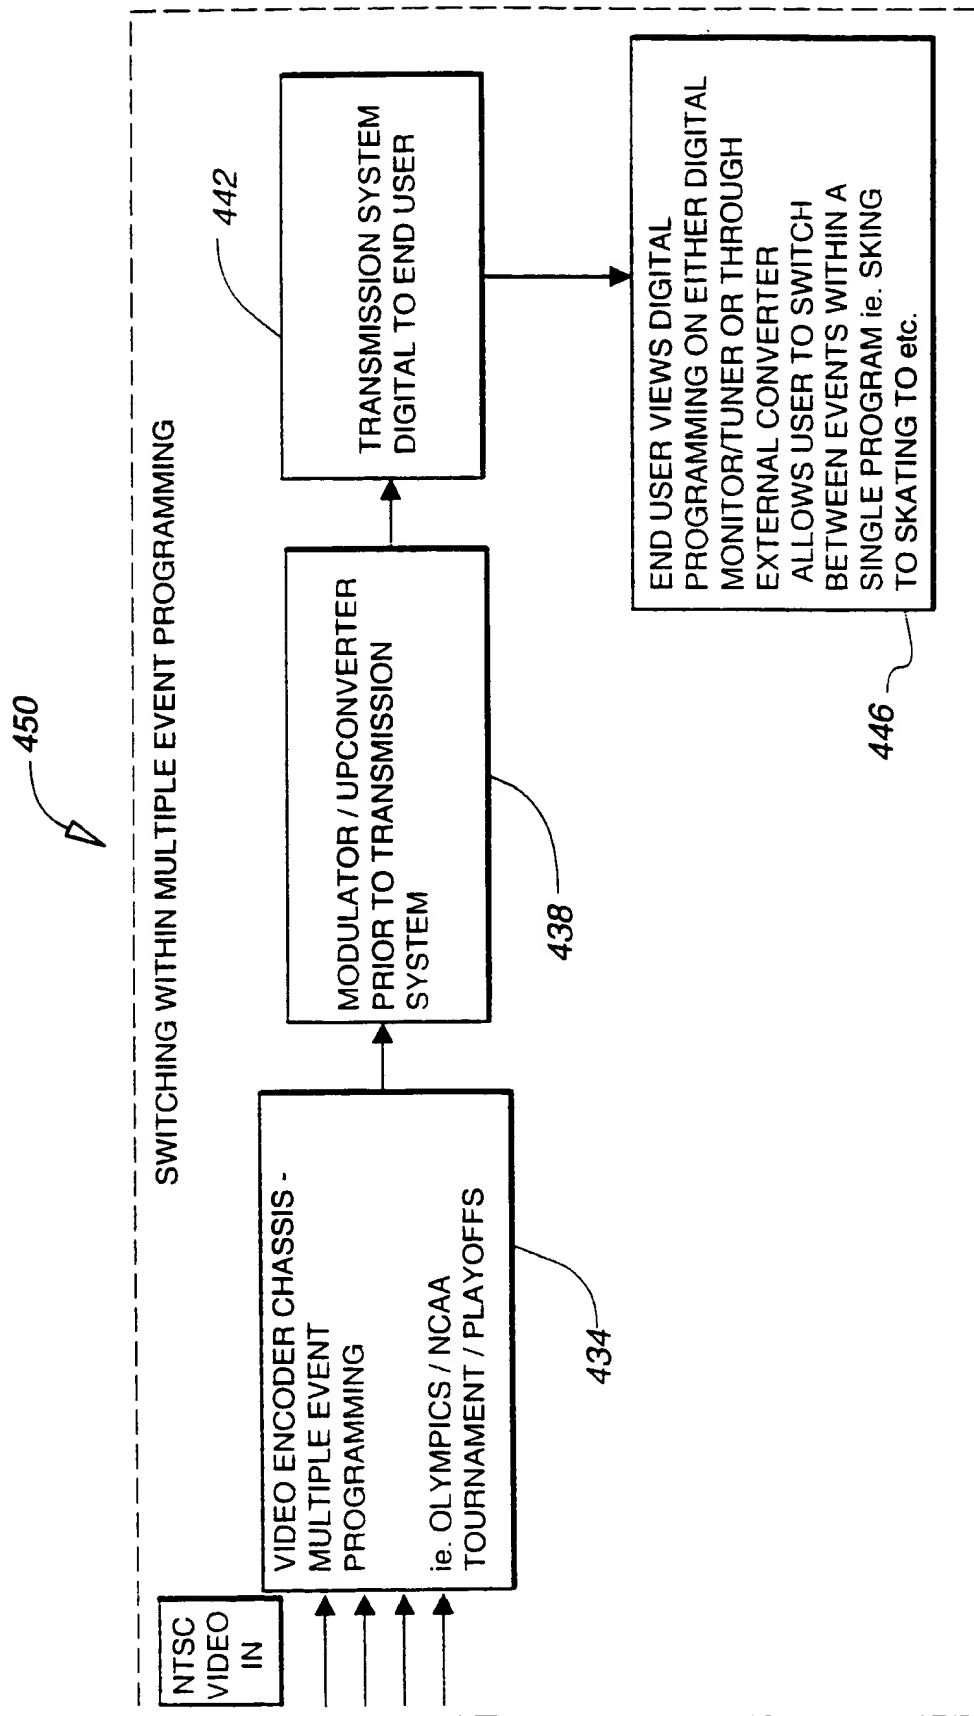 450
SWITCHING WITHIN MULTIPLE EVENT PROGRAMMING
NTSC
VIDEO
IN
VIDEO ENCODER CHASSIS -
MULTIPLE EVENT
PROGRAMMING
ie. OLYMPICS / NCAA
TOURNAMENT / PLAYOFFS
434
MODULATOR / UPCONVERTER
PRIOR TO TRANSMISSION
SYSTEM
438
TRANSMISSION SYSTEM
DIGITAL TO END USER
442
END USER VIEWS DIGITAL
PROGRAMMING ON EITHER DIGITAL
MONITOR/TUNER OR THROUGH
EXTERNAL CONVERTER
ALLOWS USER TO SWITCH
BETWEEN EVENTS WITHIN A
SINGLE PROGRAM ie. SKING
TO SKATING TO etc.
446